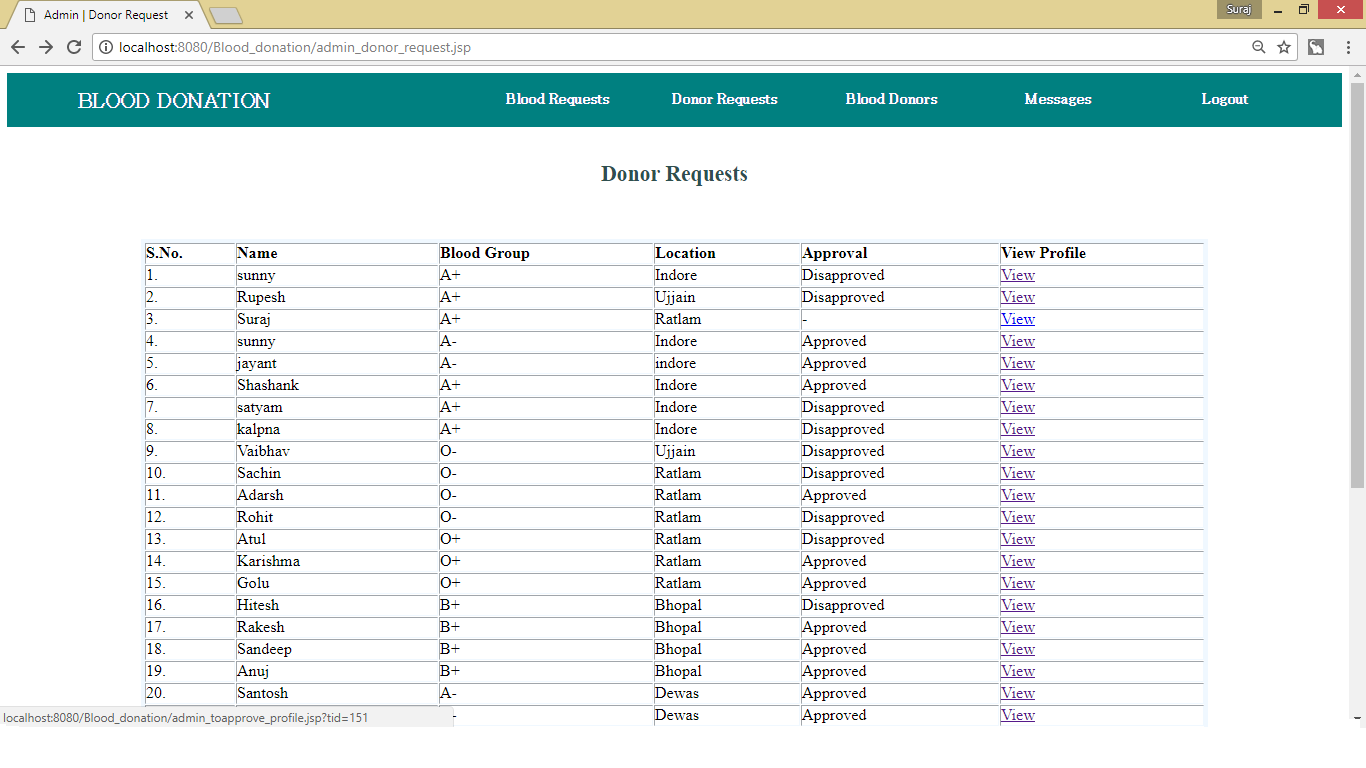 Admin | Donor Request
Suraj
localhost:8080/Blood_donation/admin_donor_request.jsp
BLOOD DONATION Blood Requests Donor Requests Blood Donors Messages Logout
Donor Requests
S.No. Name Blood Group Location Approval View Profile
1. sunny A+ Indore Disapproved View
2. Rupesh A+ Ujjain Disapproved View
3. Suraj A+ Ratlam - View
4. sunny A- Indore Approved View
5. jayant A- indore Approved View
6. Shashank A+ Indore Approved View
7. satyam A+ Indore Disapproved View
8. kalpna A+ Indore Disapproved View
9. Vaibhav O- Ujjain Disapproved View
10. Sachin O- Ratlam Disapproved View
11. Adarsh O- Ratlam Approved View
12. Rohit O- Ratlam Disapproved View
13. Atul O+ Ratlam Disapproved View
14. Karishma O+ Ratlam Approved View
15. Golu O+ Ratlam Approved View
16. Hitesh B+ Bhopal Disapproved View
17. Rakesh B+ Bhopal Approved View
18. Sandeep B+ Bhopal Approved View
19. Anuj B+ Bhopal Approved View
20. Santosh A- Dewas Approved View
Dewas Approved View
localhost:8080/Blood_donation/admin_toapprove_profile.jsp?tid=151